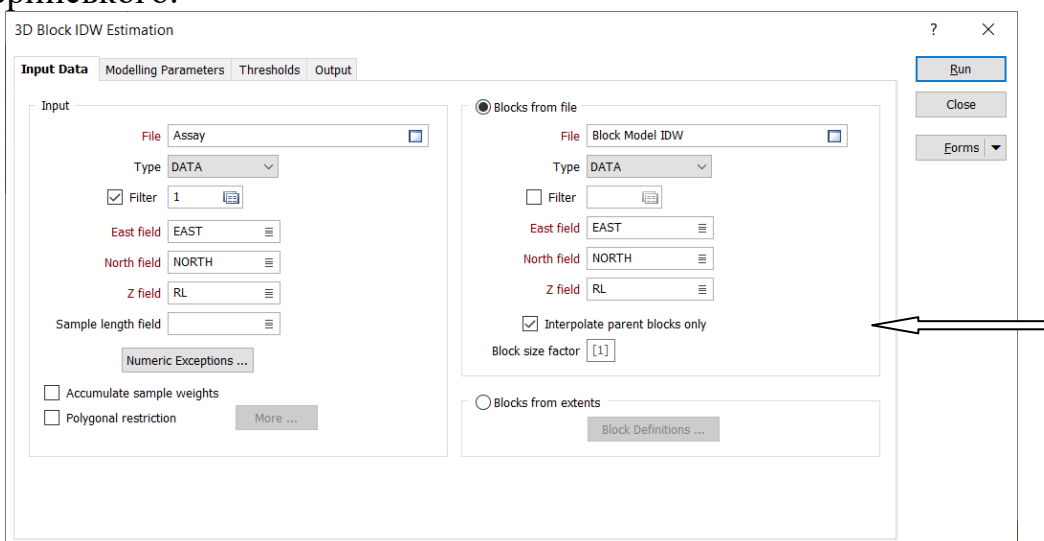 3D Block IDW Estimation
? ×
Input Data Modelling Parameters Thresholds Output
Run
Close
Forms
Input
File Assay
Type DATA
Filter 1
East field EAST
North field NORTH
Z field RL
Sample length field
Numeric Exceptions ...
Accumulate sample weights
Polygonal restriction More ...
Blocks from file
File Block Model IDW
Type DATA
Filter
East field EAST
North field NORTH
Z field RL
Interpolate parent blocks only
Block size factor [1]
Blocks from extents
Block Definitions ...